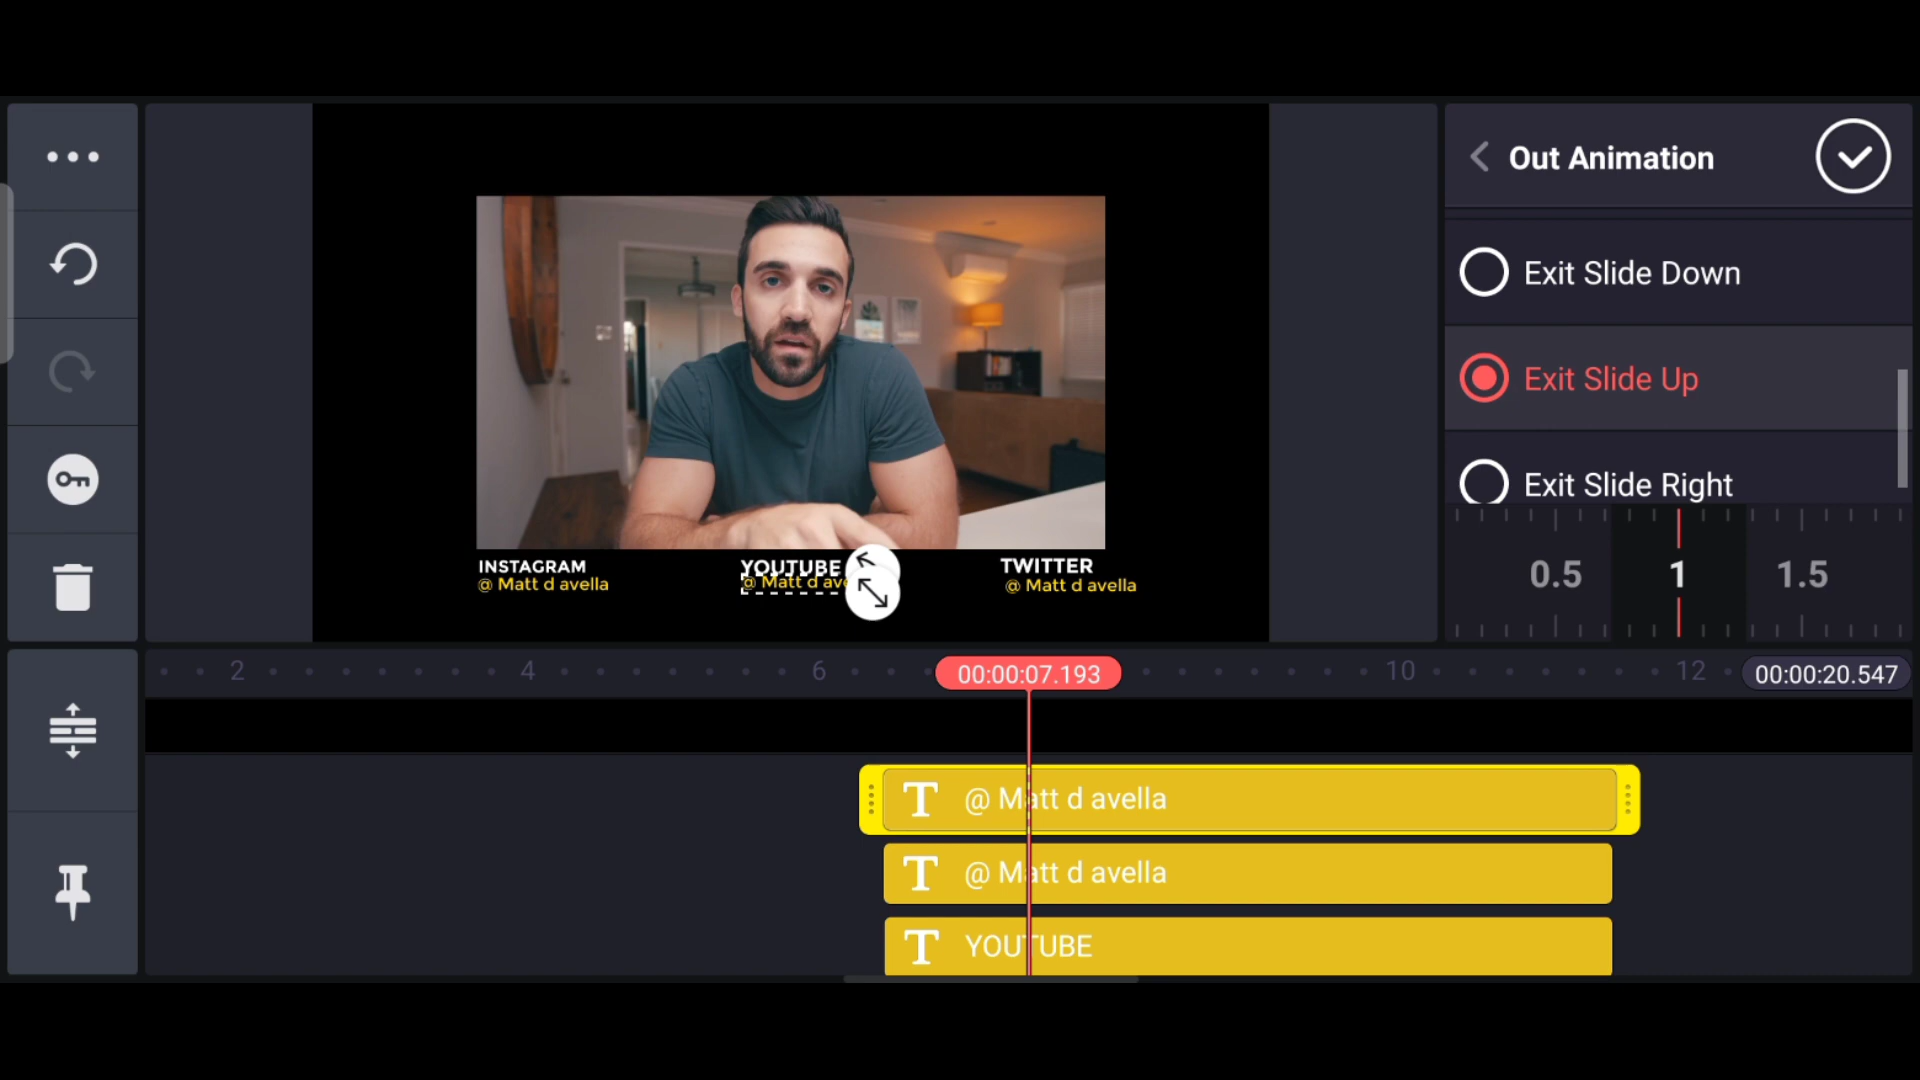 Out Animation
Exit Slide Down
Exit Slide Up
Exit Slide Right
0.5 1 1.5
INSTAGRAM
@ Matt d avella
YOUTUBE
@ Matt d ave
TWITTER
@ Matt d avella
2 4 6 00:00:07.193 10 12 00:00:20.547
T @ Matt d avella
T @ Matt d avella
T YOUTUBE